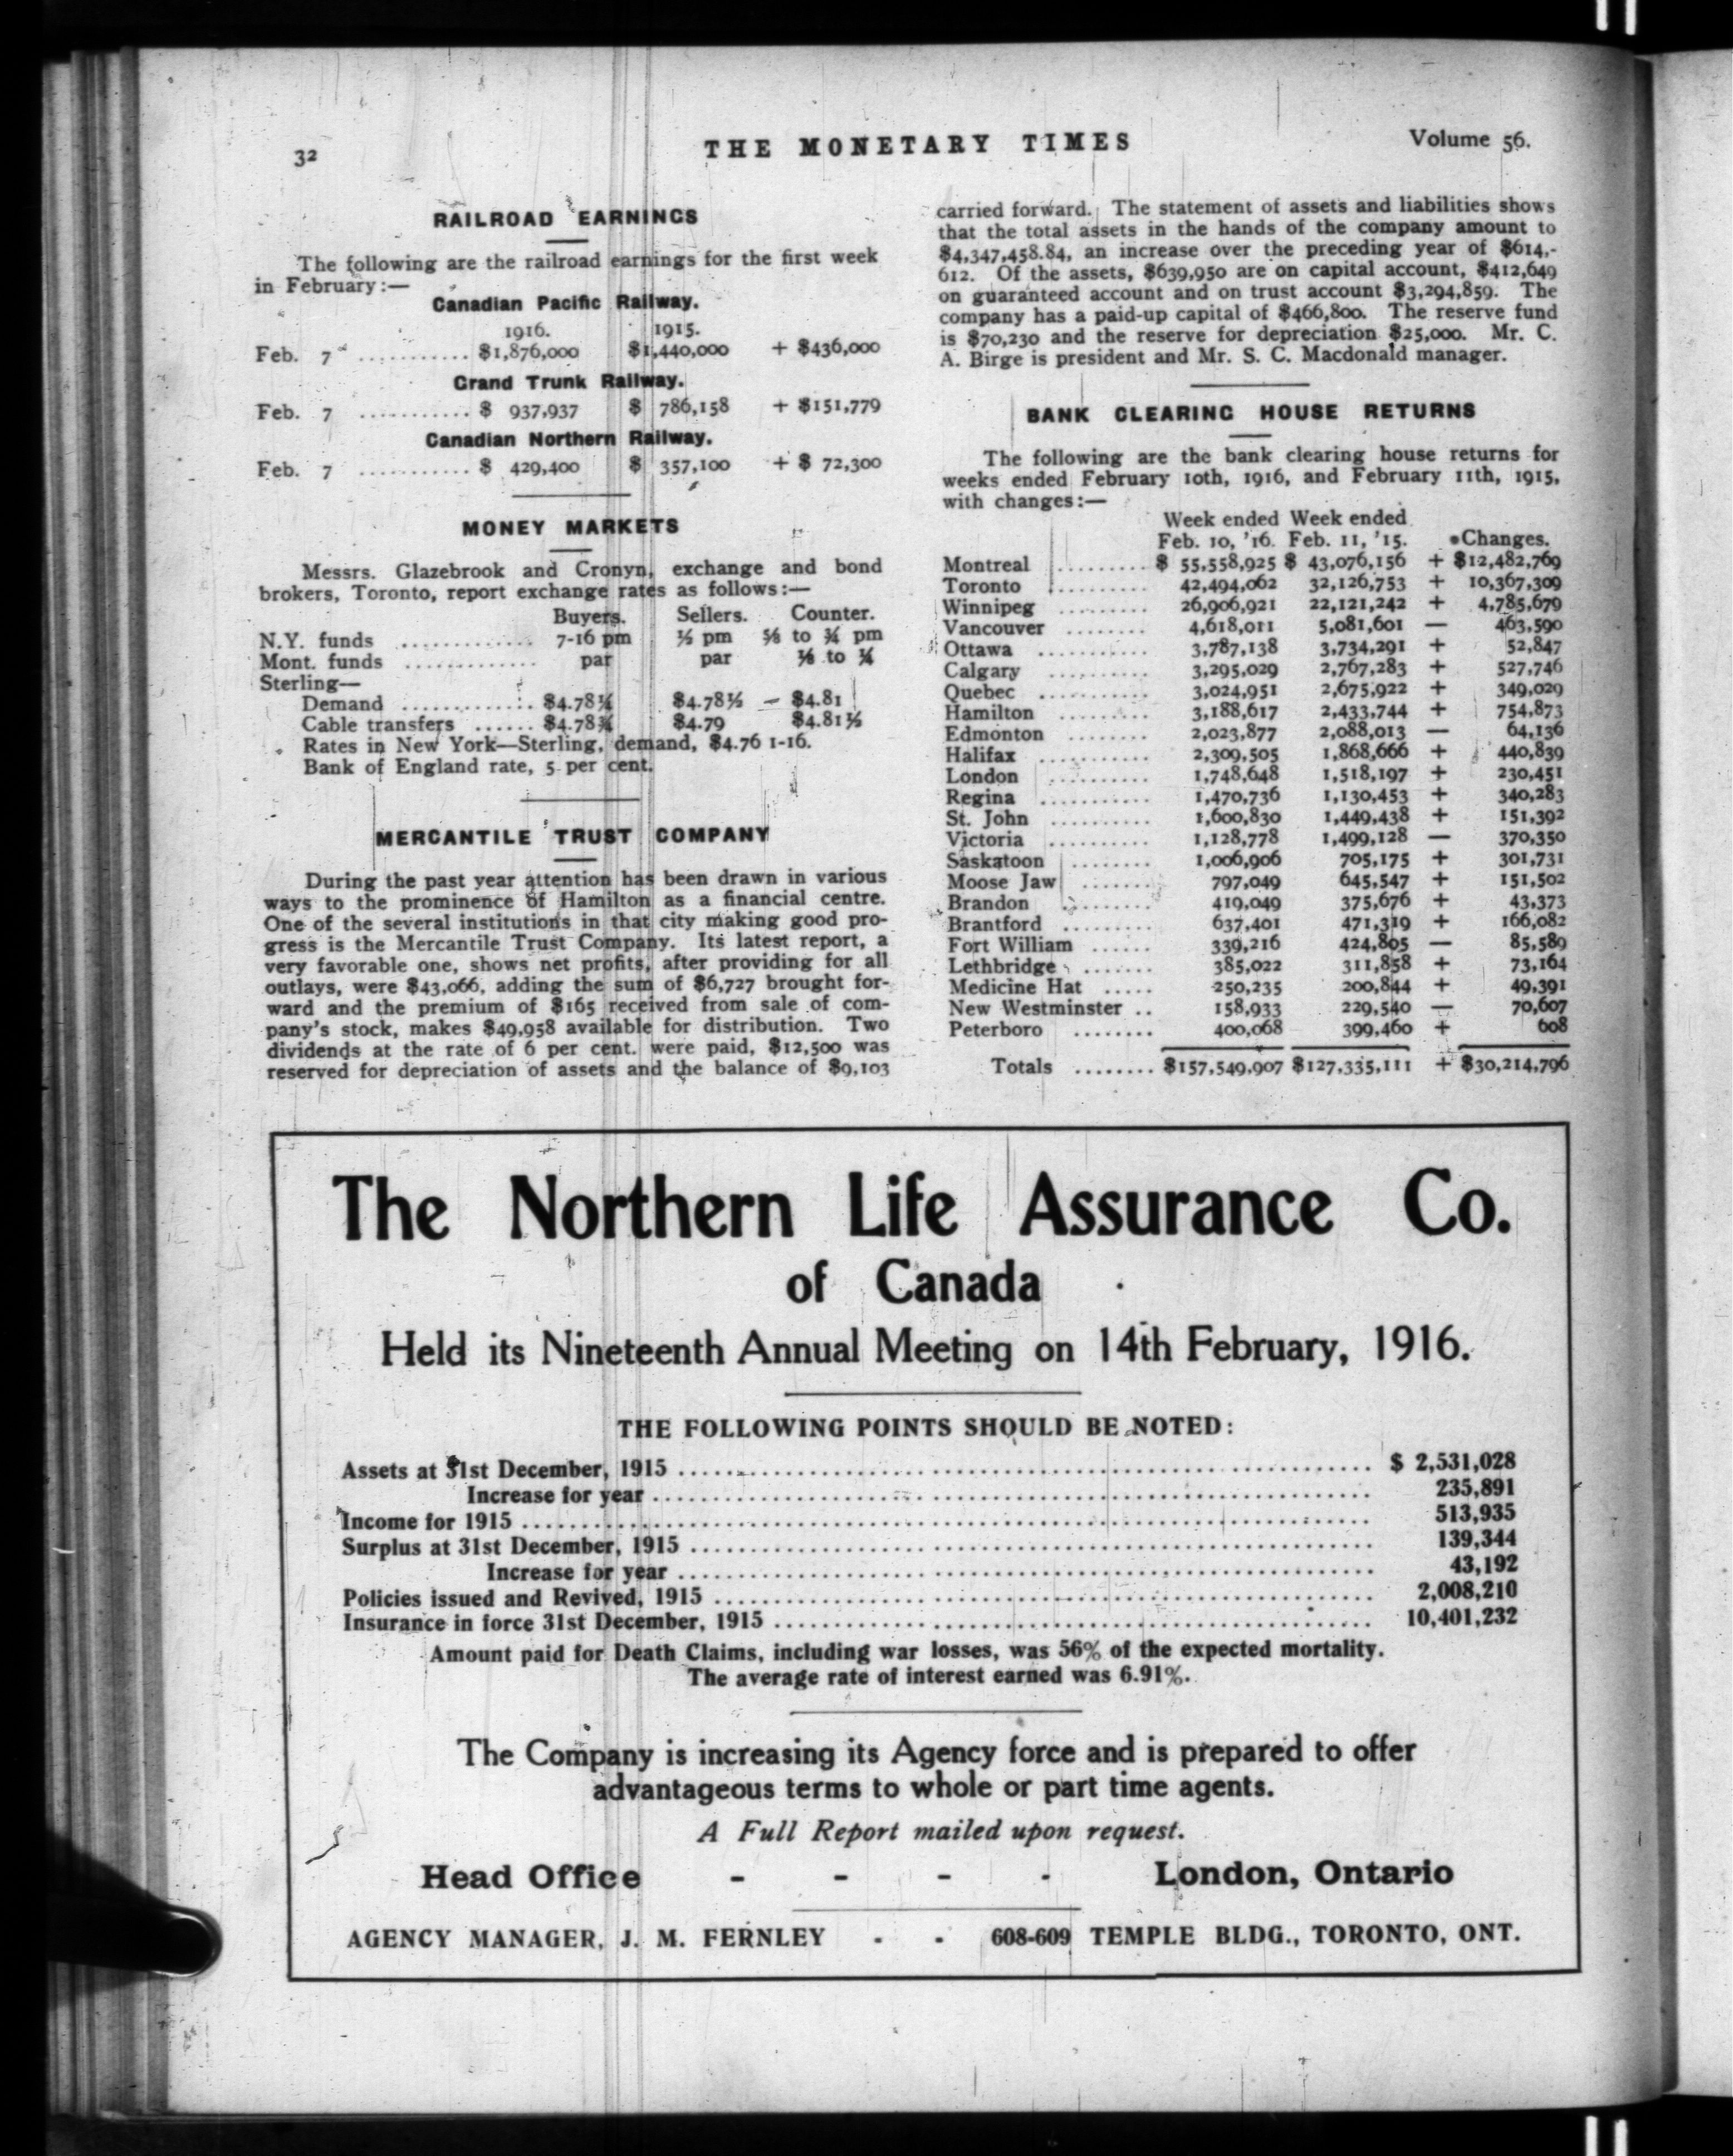 32
THE MONETARY TIMES
Volume 56.
RAILROAD EARNINGS
The following are the railroad earnings for the first week
in February:—
Canadian Pacific Railway.
1916. 1915.
Feb. 7 ........... $1,876,000 $1,440,000 + $436,000
Grand Trunk Railway.
Feb. 7 ........... $ 937,937 $ 786,158 + $151,779
Canadian Northern Railway.
Feb. 7 ........... $ 429,400 $ 357,100 + $ 72,300
MONEY MARKETS
Messrs. Glazebrook and Cronyn, exchange and bond
brokers, Toronto, report exchange rates as follows:—
Buyers. Sellers. Counter.
N.Y. funds ............. 7-16 pm ½ pm ⅝ to ¾ pm
Mont. funds ............. par par ⅛ to ¼
Sterling—
Demand ............. $4.78¼ $4.78½ — $4.81
Cable transfers ...... $4.78¾ $4.79 $4.81½
Rates in New York—Sterling, demand, $4.76 1-16.
Bank of England rate, 5 per cent.
MERCANTILE TRUST COMPANY
During the past year attention has been drawn in various
ways to the prominence of Hamilton as a financial centre.
One of the several institutions in that city making good pro-
gress is the Mercantile Trust Company. Its latest report, a
very favorable one, shows net profits, after providing for all
outlays, were $43,066, adding the sum of $6,727 brought for-
ward and the premium of $165 received from sale of com-
pany's stock, makes $49,958 available for distribution. Two
dividends at the rate of 6 per cent. were paid, $12,500 was
reserved for depreciation of assets and the balance of $9,103
carried forward. The statement of assets and liabilities shows
that the total assets in the hands of the company amount to
$4,347,458.84, an increase over the preceding year of $614,-
612. Of the assets, $639,950 are on capital account, $412,649
on guaranteed account and on trust account $3,294,859. The
company has a paid-up capital of $466,800. The reserve fund
is $70,230 and the reserve for depreciation $25,000. Mr. C.
A. Birge is president and Mr. S. C. Macdonald manager.
BANK CLEARING HOUSE RETURNS
The following are the bank clearing house returns for
weeks ended February 10th, 1916, and February 11th, 1915,
with changes:—
Week ended Week ended
Feb. 10, '16. Feb. 11, '15. Changes.
Montreal ......... $ 55,558,925 $ 43,076,156 + $12,482,769
Toronto ......... 42,494,062 32,126,753 + 10,367,309
Winnipeg ......... 26,906,921 22,121,242 + 4,785,679
Vancouver ........ 4,618,011 5,081,601 — 463,590
Ottawa ........... 3,787,138 3,734,291 + 52,847
Calgary .......... 3,295,029 2,767,283 + 527,746
Quebec ........... 3,024,951 2,675,922 + 349,029
Hamilton ......... 3,188,617 2,433,744 + 754,873
Edmonton ........ 2,023,877 2,088,013 — 64,136
Halifax ........... 2,309,505 1,868,666 + 440,839
London .......... 1,748,648 1,518,197 + 230,451
Regina ........... 1,470,736 1,130,453 + 340,283
St. John .......... 1,600,830 1,449,438 + 151,392
Victoria .......... 1,128,778 1,499,128 — 370,350
Saskatoon ........ 1,006,906 705,175 + 301,731
Moose Jaw ....... 797,049 645,547 + 151,502
Brandon ......... 419,049 375,676 + 43,373
Brantford ........ 637,401 471,319 + 166,082
Fort William ...... 339,216 424,805 — 85,589
Lethbridge ....... 385,022 311,858 + 73,164
Medicine Hat ..... 250,235 200,844 + 49,391
New Westminster .. 158,933 229,540 — 70,607
Peterboro ........ 400,068 399,460 + 608
Totals ........ $157,549,907 $127,335,111 + $30,214,796
The Northern Life Assurance Co.
of Canada
Held its Nineteenth Annual Meeting on 14th February, 1916.
THE FOLLOWING POINTS SHOULD BE NOTED:
Assets at 31st December, 1915 .......... $ 2,531,028
Increase for year .......... 235,891
Income for 1915 .......... 513,935
Surplus at 31st December, 1915 .......... 139,344
Increase for year .......... 43,192
Policies issued and Revived, 1915 .......... 2,008,210
Insurance in force 31st December, 1915 .......... 10,401,232
Amount paid for Death Claims, including war losses, was 56% of the expected mortality.
The average rate of interest earned was 6.91%.
The Company is increasing its Agency force and is prepared to offer
advantageous terms to whole or part time agents.
A Full Report mailed upon request.
Head Office - - - - London, Ontario
AGENCY MANAGER, J. M. FERNLEY - - 608-609 TEMPLE BLDG., TORONTO, ONT.